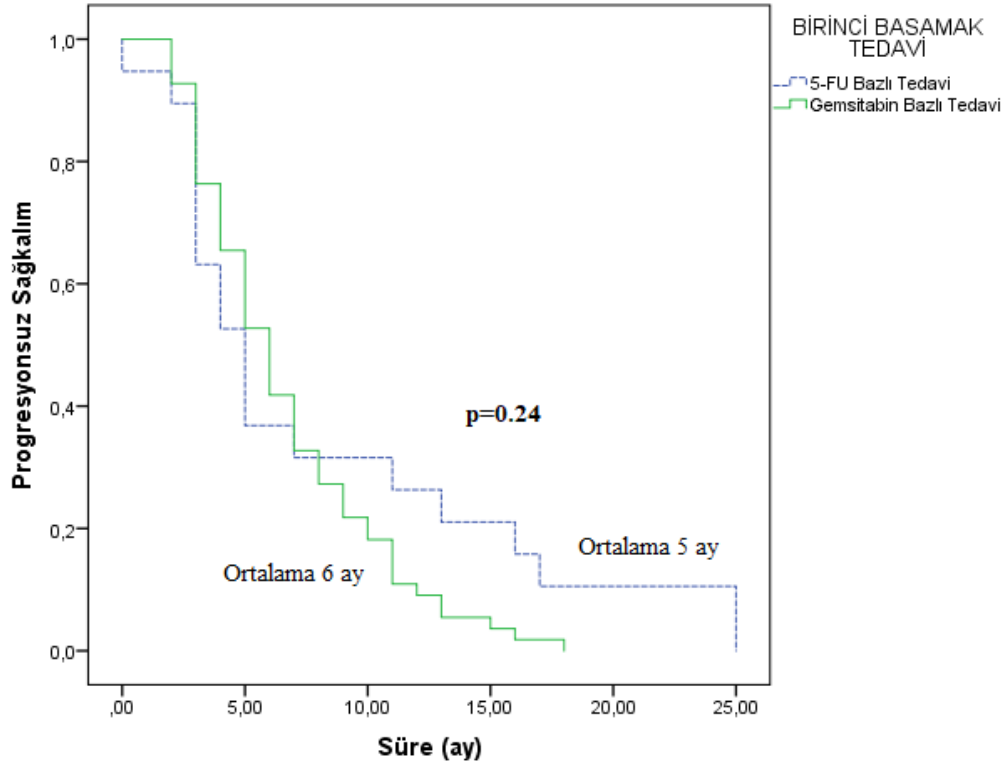 BİRİNCİ BASAMAK
TEDAVİ
5-FU Bazlı Tedavi
Gemsitabin Bazlı Tedavi
Progresyonsuz Sağkalım
1,0
0,8
0,6
0,4
0,2
0,0
p=0.24
Ortalama 5 ay
Ortalama 6 ay
,00
5,00
10,00
15,00
20,00
25,00
Süre (ay)